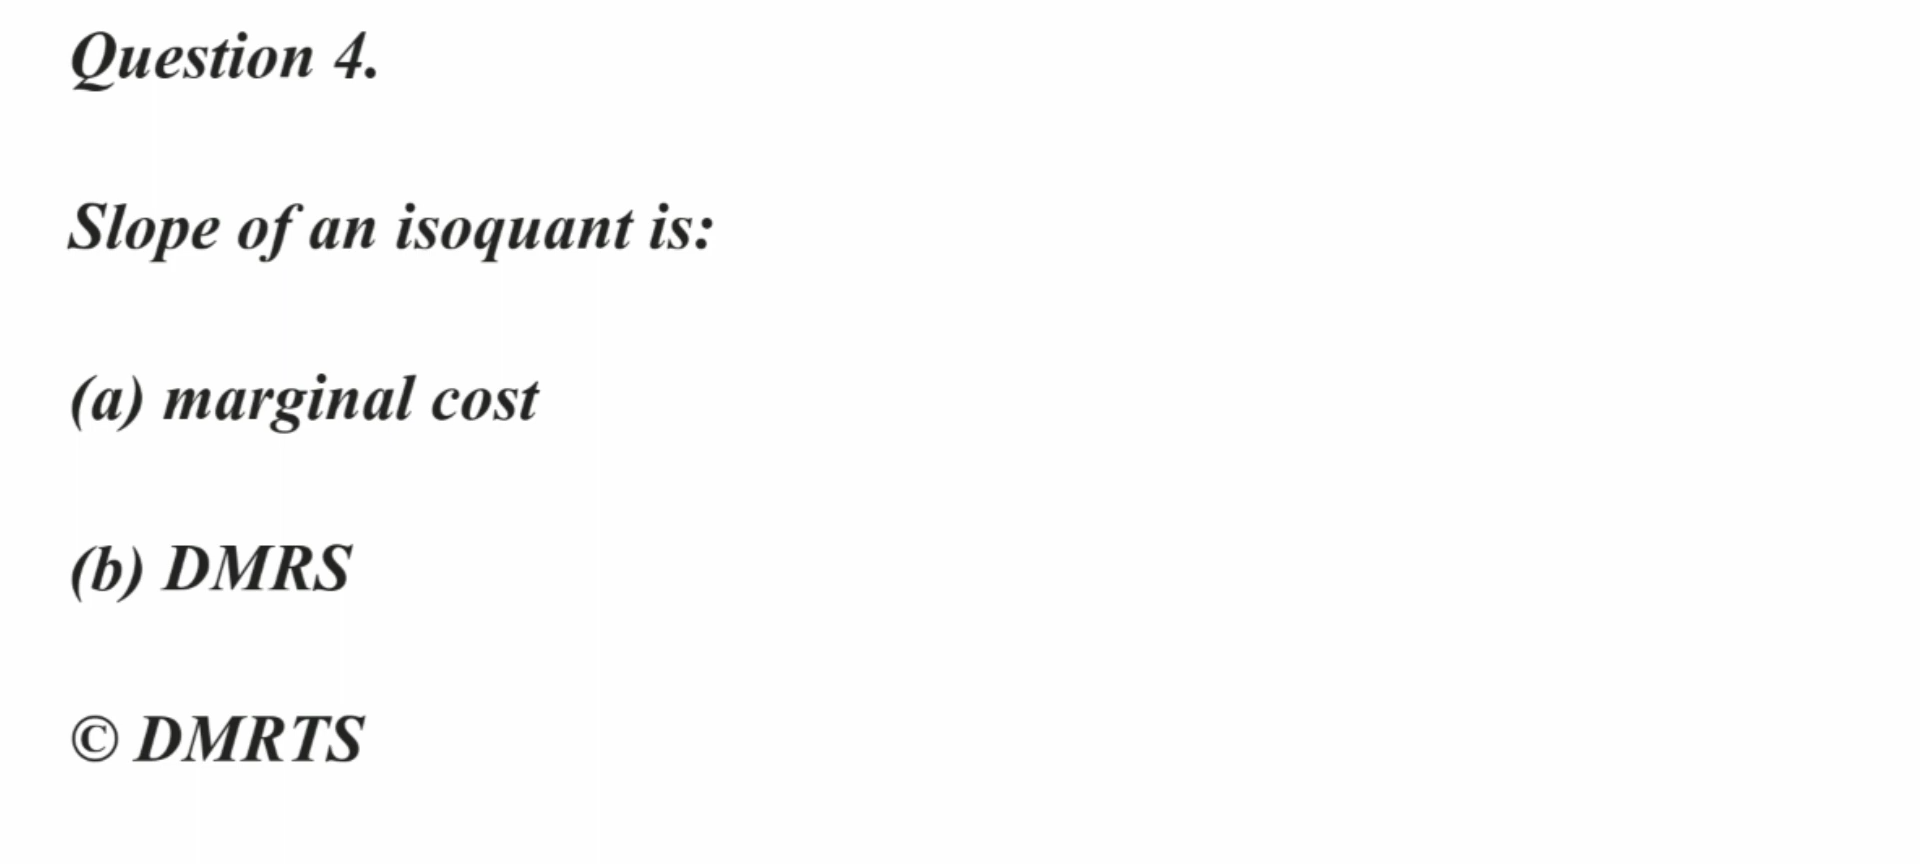 Question 4.
Slope of an isoquant is:
(a) marginal cost
(b) DMRS
© DMRTS